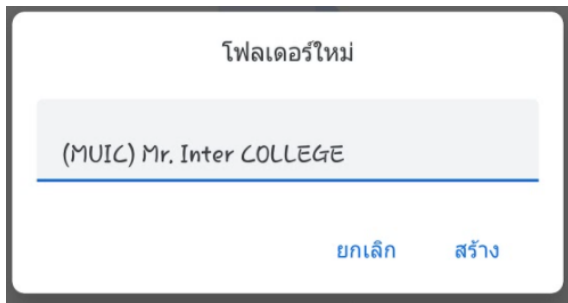 โฟลเดอร์ใหม่
(MUIC) Mr. Inter COLLEGE
ยกเลิก สร้าง